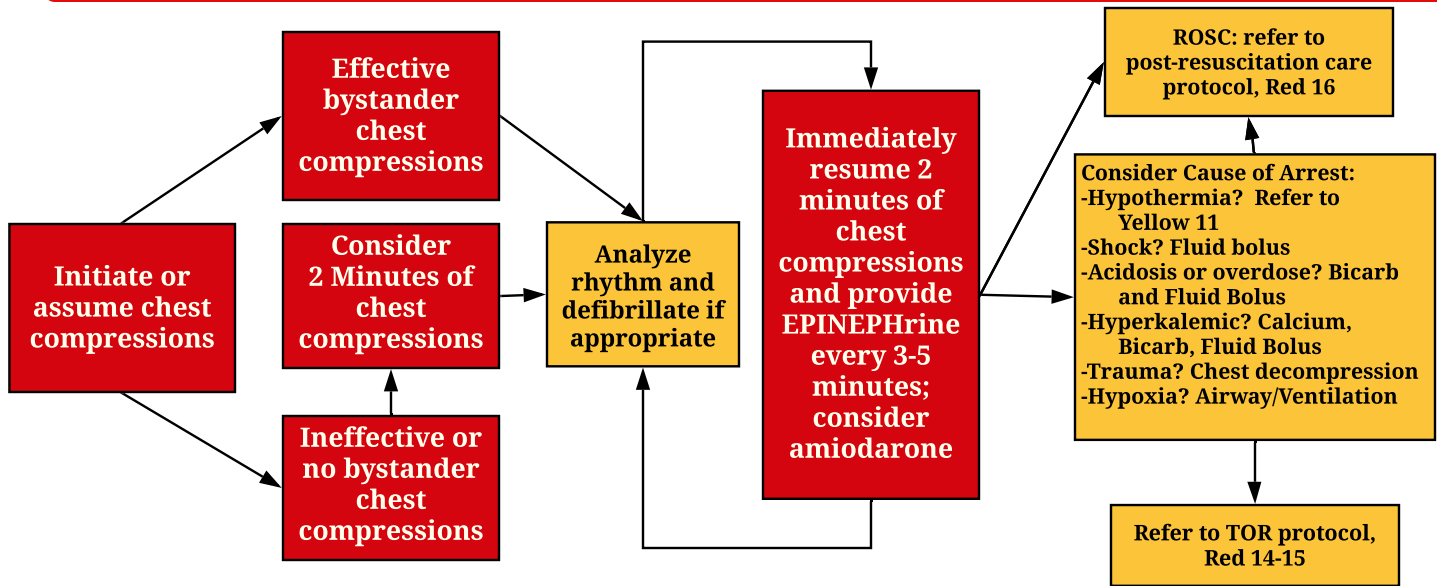 Initiate or
assume chest
compressions
Effective
bystander
chest
compressions
Consider
2 Minutes of
chest
compressions
Ineffective or
no bystander
chest
compressions
Analyze
rhythm and
defibrillate if
appropriate
Immediately
resume 2
minutes of
chest
compressions
and provide
EPINEPHrine
every 3-5
minutes;
consider
amiodarone
ROSC: refer to
post-resuscitation care
protocol, Red 16
Consider Cause of Arrest:
-Hypothermia? Refer to
Yellow 11
-Shock? Fluid bolus
-Acidosis or overdose? Bicarb
and Fluid Bolus
-Hyperkalemic? Calcium,
Bicarb, Fluid Bolus
-Trauma? Chest decompression
-Hypoxia? Airway/Ventilation
Refer to TOR protocol,
Red 14-15